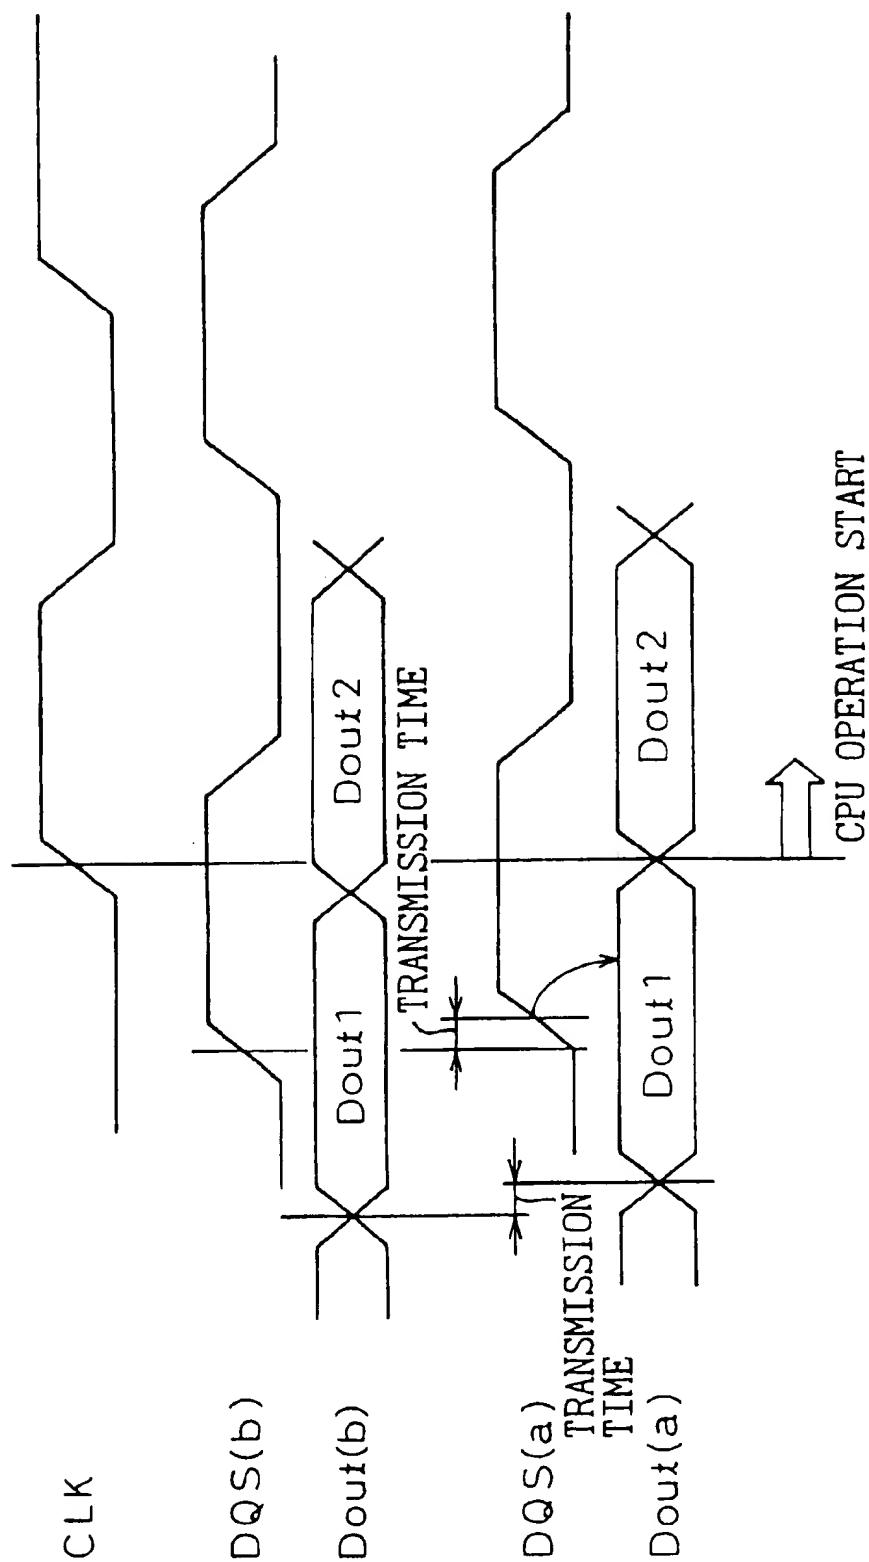 CLK
DQS(b)
Dout(b)
Dout1
Dout2
TRANSMISSION TIME
DQS(a)
TRANSMISSION
TIME
Dout(a)
Dout1
Dout2
CPU OPERATION START